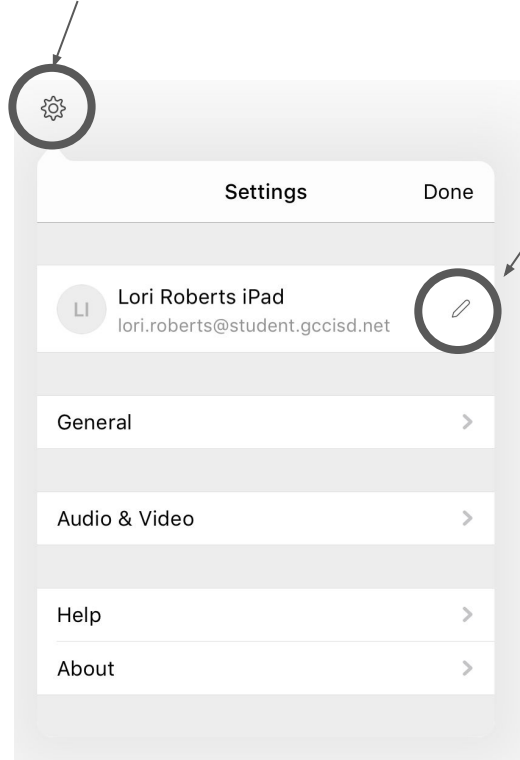 Settings
Done
LI
Lori Roberts iPad
lori.roberts@student.gccisd.net
General
Audio & Video
Help
About